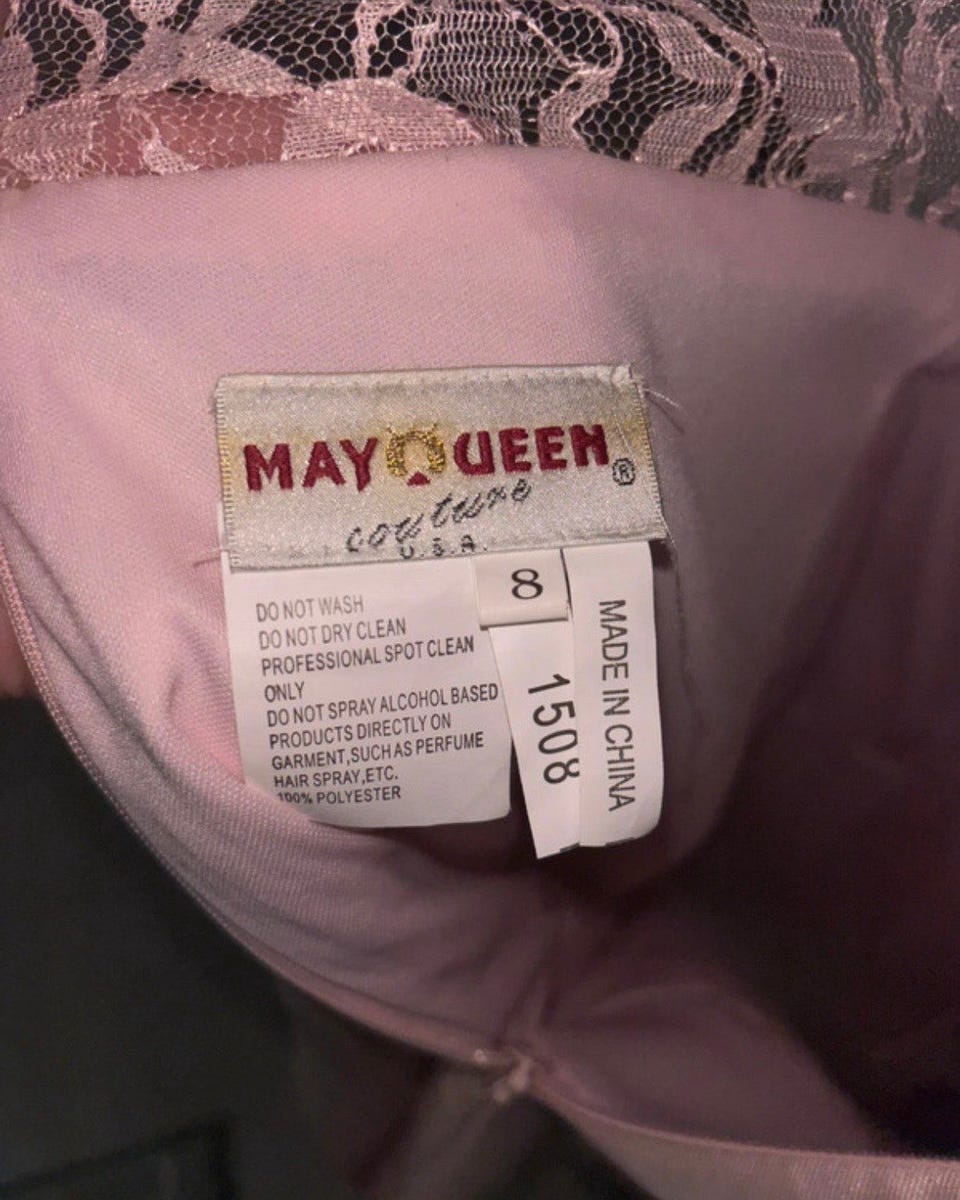 MAY QUEEN ®
couture
U.S.A.
DO NOT WASH
DO NOT DRY CLEAN
PROFESSIONAL SPOT CLEAN
ONLY
DO NOT SPRAY ALCOHOL BASED
PRODUCTS DIRECTLY ON
GARMENT,SUCH AS PERFUME
HAIR SPRAY,ETC.
100% POLYESTER
8
1508
MADE IN CHINA